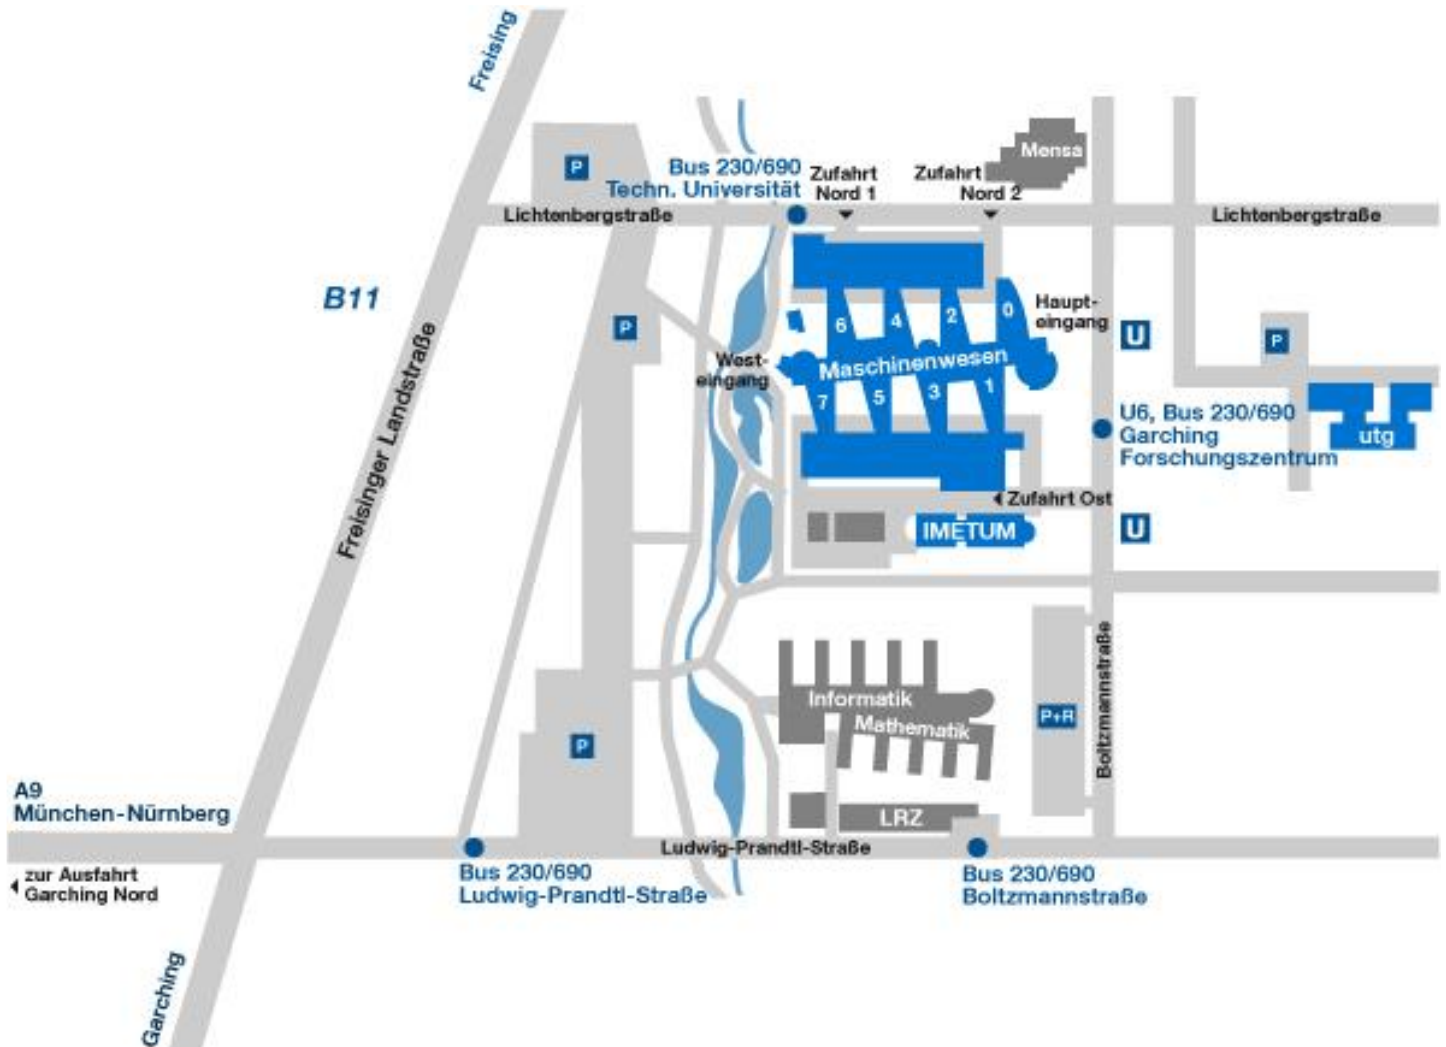 Freising
P
Bus 230/690
Techn. Universität
Zufahrt
Nord 1
Zufahrt
Nord 2
Mensa
Lichtenbergstraße
Lichtenbergstraße
B11
Freisinger Landstraße
P
6
4
2
0
Haupt-
eingang
U
P
West-
eingang
Maschinenwesen
7
5
3
1
U6, Bus 230/690
Garching
Forschungszentrum
utg
Zufahrt Ost
IMETUM
U
Informatik
Mathematik
P+R
Boltzmannstraße
P
A9
München-Nürnberg
LRZ
Ludwig-Prandtl-Straße
zur Ausfahrt
Garching Nord
Bus 230/690
Ludwig-Prandtl-Straße
Bus 230/690
Boltzmannstraße
Garching